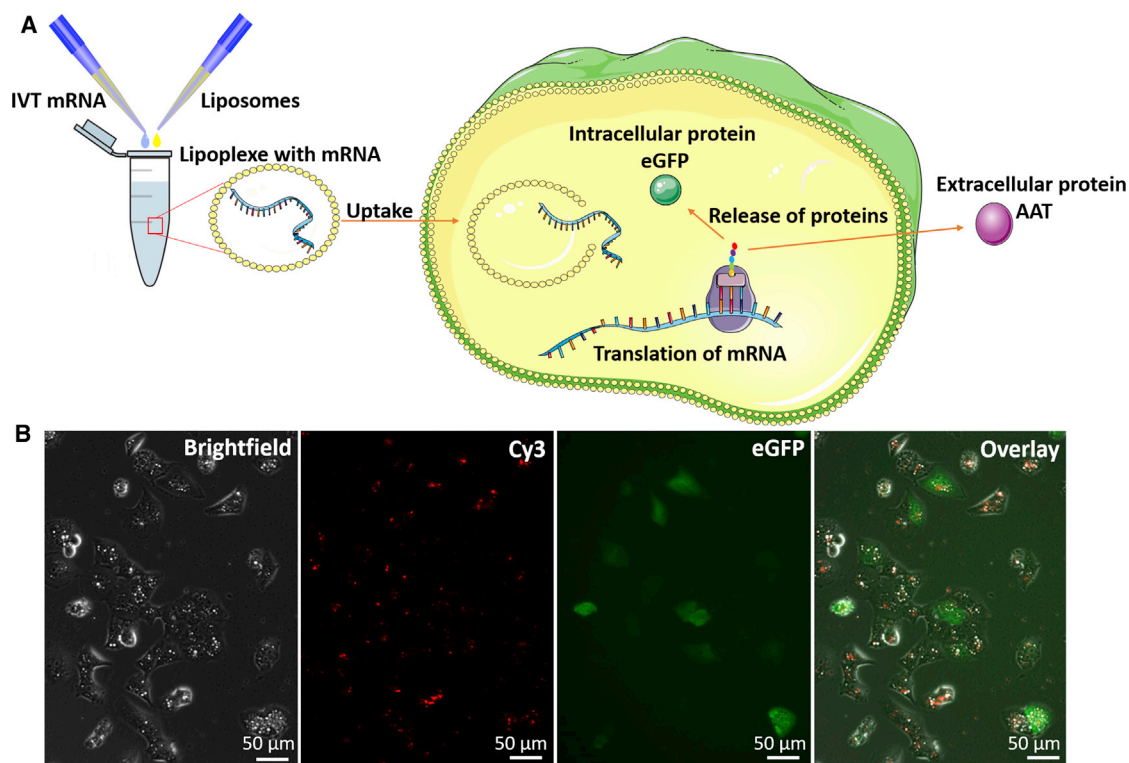 A
IVT mRNA
Liposomes
Lipoplexe with mRNA
Uptake
Intracellular protein
eGFP
Release of proteins
Extracellular protein
AAT
Translation of mRNA
B
Brightfield
Cy3
eGFP
Overlay
50 µm
50 µm
50 µm
50 µm